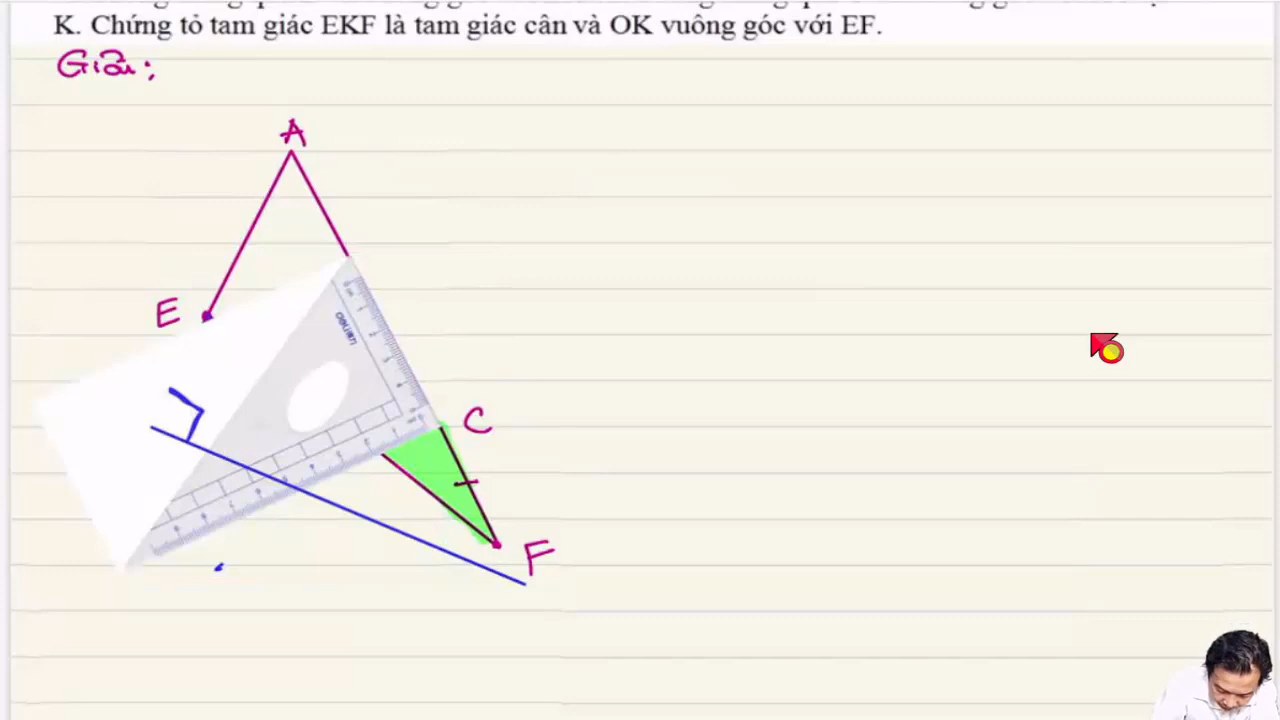 K. Chứng tỏ tam giác EKF là tam giác cân và OK vuông góc với EF.
Giải:
A
E
C
F